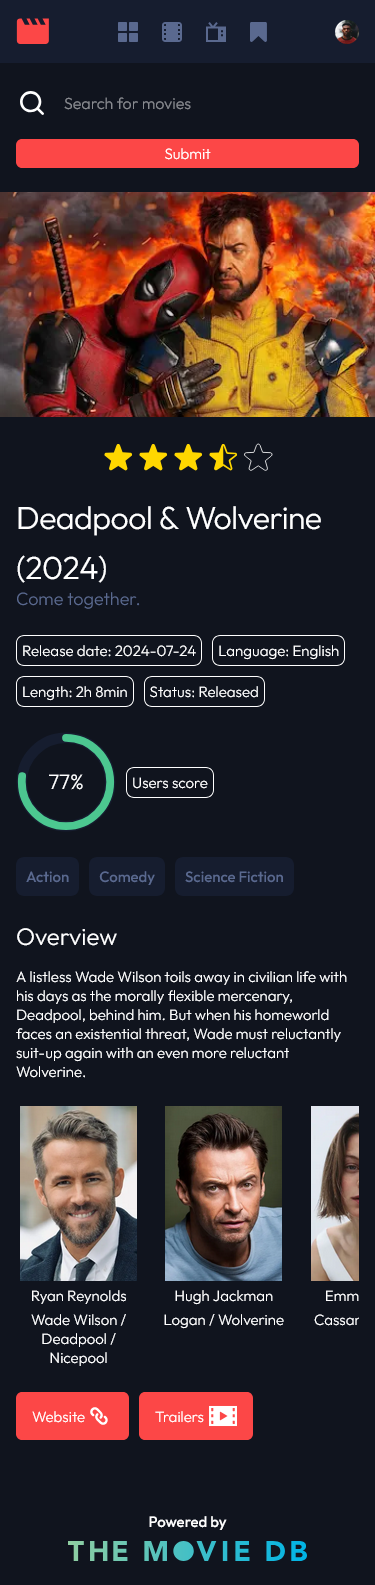 Search for movies
Submit
Deadpool & Wolverine
(2024)
Come together.
Release date: 2024-07-24
Language: English
Length: 2h 8min
Status: Released
77%
Users score
Action
Comedy
Science Fiction
Overview
A listless Wade Wilson toils away in civilian life with
his days as the morally flexible mercenary,
Deadpool, behind him. But when his homeworld
faces an existential threat, Wade must reluctantly
suit-up again with an even more reluctant
Wolverine.
Ryan Reynolds
Wade Wilson /
Deadpool /
Nicepool
Hugh Jackman
Logan / Wolverine
Emm
Cassar
Website
Trailers
Powered by
THE MOVIE DB